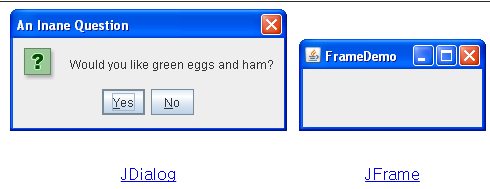 An Inane Question
?
Would you like green eggs and ham?
Yes No
FrameDemo
JDialog JFrame